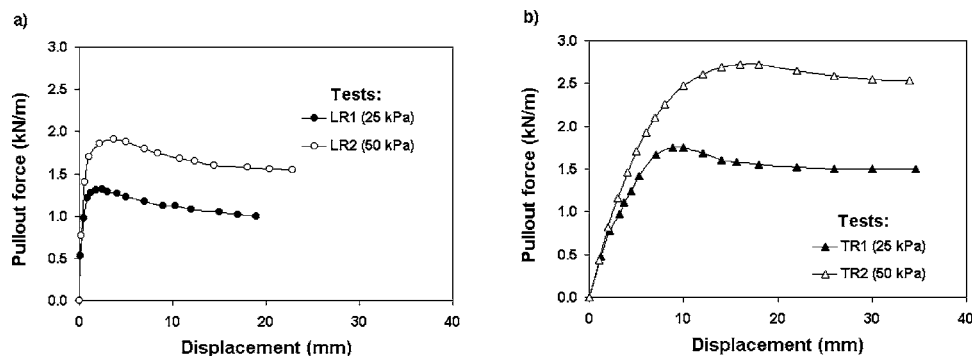 a)
3.0
2.5
2.0
1.5
1.0
0.5
0.0
Pullout force (kN/m)
Tests:
LR1 (25 kPa)
LR2 (50 kPa)
0
10
20
30
40
Displacement (mm)
b)
3.0
2.5
2.0
1.5
1.0
0.5
0.0
Pullout force (kN/m)
Tests:
TR1 (25 kPa)
TR2 (50 kPa)
0
10
20
30
40
Displacement (mm)